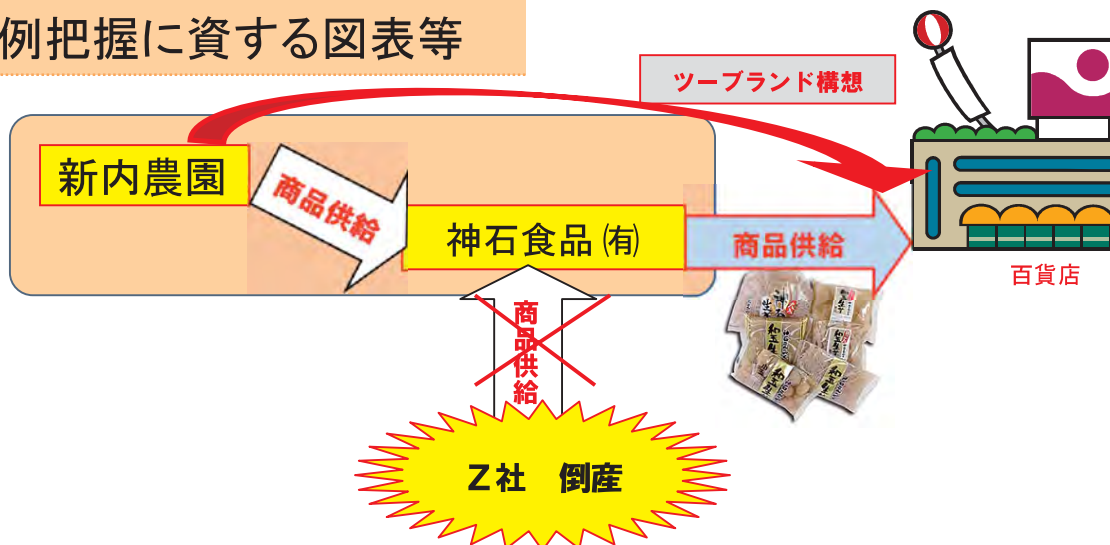 例把握に資する図表等
ツーブランド構想
新内農園
商品供給
神石食品㈲
商品供給
百貨店
商品供給
Z社 倒産